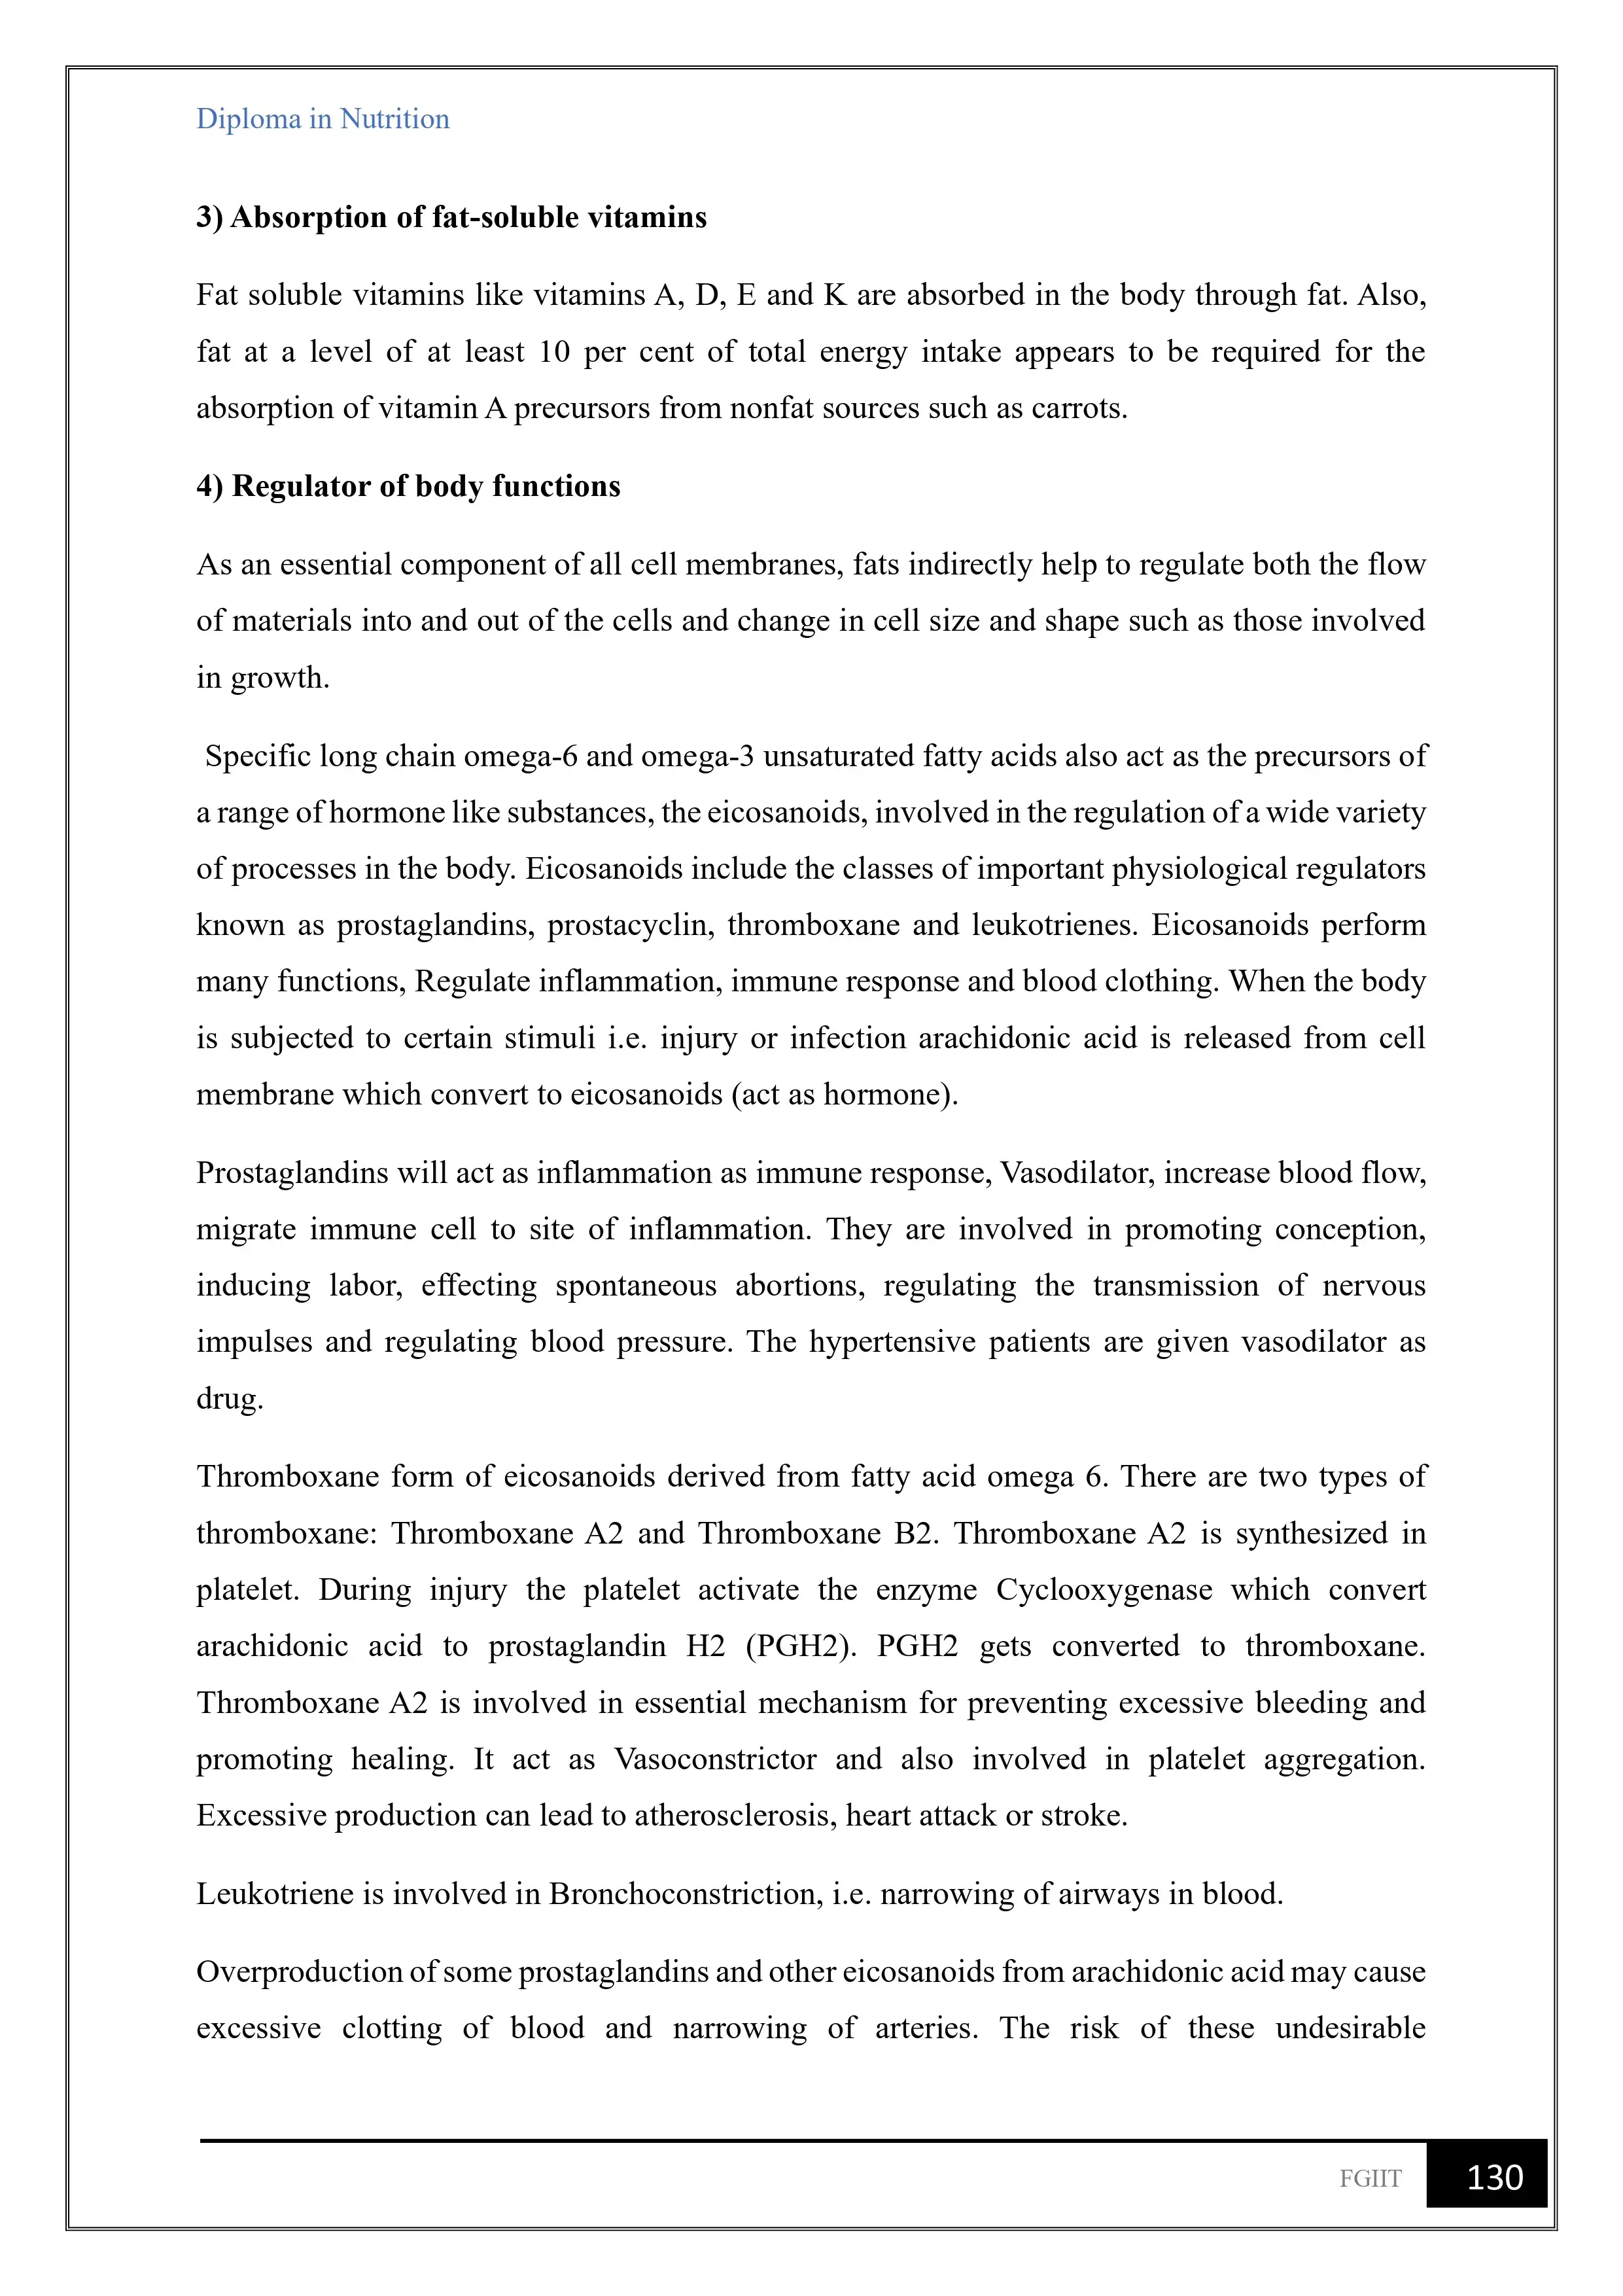 Diploma in Nutrition
3) Absorption of fat-soluble vitamins
Fat soluble vitamins like vitamins A, D, E and K are absorbed in the body through fat. Also,
fat at a level of at least 10 per cent of total energy intake appears to be required for the
absorption of vitamin A precursors from nonfat sources such as carrots.
4) Regulator of body functions
As an essential component of all cell membranes, fats indirectly help to regulate both the flow
of materials into and out of the cells and change in cell size and shape such as those involved
in growth.
Specific long chain omega-6 and omega-3 unsaturated fatty acids also act as the precursors of
a range of hormone like substances, the eicosanoids, involved in the regulation of a wide variety
of processes in the body. Eicosanoids include the classes of important physiological regulators
known as prostaglandins, prostacyclin, thromboxane and leukotrienes. Eicosanoids perform
many functions, Regulate inflammation, immune response and blood clothing. When the body
is subjected to certain stimuli i.e. injury or infection arachidonic acid is released from cell
membrane which convert to eicosanoids (act as hormone).
Prostaglandins will act as inflammation as immune response, Vasodilator, increase blood flow,
migrate immune cell to site of inflammation. They are involved in promoting conception,
inducing labor, effecting spontaneous abortions, regulating the transmission of nervous
impulses and regulating blood pressure. The hypertensive patients are given vasodilator as
drug.
Thromboxane form of eicosanoids derived from fatty acid omega 6. There are two types of
thromboxane: Thromboxane A2 and Thromboxane B2. Thromboxane A2 is synthesized in
platelet. During injury the platelet activate the enzyme Cyclooxygenase which convert
arachidonic acid to prostaglandin H2 (PGH2). PGH2 gets converted to thromboxane.
Thromboxane A2 is involved in essential mechanism for preventing excessive bleeding and
promoting healing. It act as Vasoconstrictor and also involved in platelet aggregation.
Excessive production can lead to atherosclerosis, heart attack or stroke.
Leukotriene is involved in Bronchoconstriction, i.e. narrowing of airways in blood.
Overproduction of some prostaglandins and other eicosanoids from arachidonic acid may cause
excessive clotting of blood and narrowing of arteries. The risk of these undesirable
FGIIT 130